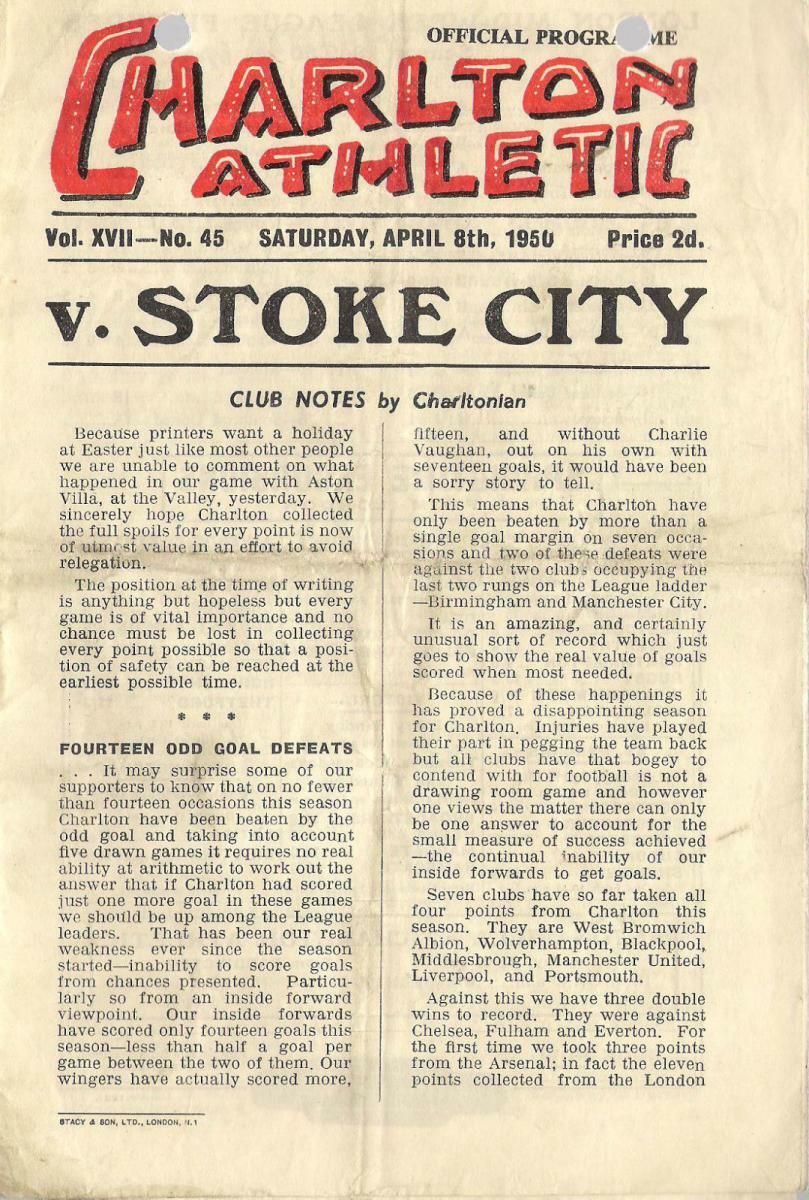 OFFICIAL PROGRA ME
CHARLTON
ATHLETIC
Vol. XVII—No. 45 SATURDAY, APRIL 8th, 1950 Price 2d.
v. STOKE CITY
CLUB NOTES by Charltonian
Because printers want a holiday
at Easter just like most other people
we are unable to comment on what
happened in our game with Aston
Villa, at the Valley, yesterday. We
sincerely hope Charlton collected
the full spoils for every point is now
of utmost value in an effort to avoid
relegation.
The position at the time of writing
is anything but hopeless but every
game is of vital importance and no
chance must be lost in collecting
every point possible so that a posi-
tion of safety can be reached at the
earliest possible time.
* * *
FOURTEEN ODD GOAL DEFEATS
. . . It may surprise some of our
supporters to know that on no fewer
than fourteen occasions this season
Charlton have been beaten by the
odd goal and taking into account
five drawn games it requires no real
ability at arithmetic to work out the
answer that if Charlton had scored
just one more goal in these games
we should be up among the League
leaders. That has been our real
weakness ever since the season
started—inability to score goals
from chances presented. Particu-
larly so from an inside forward
viewpoint. Our inside forwards
have scored only fourteen goals this
season—less than half a goal per
game between the two of them. Our
wingers have actually scored more,
fifteen, and without Charlie
Vaughan, out on his own with
seventeen goals, it would have been
a sorry story to tell.
This means that Charlton have
only been beaten by more than a
single goal margin on seven occa-
sions and two of these defeats were
against the two clubs occupying the
last two rungs on the League ladder
—Birmingham and Manchester City.
It is an amazing, and certainly
unusual sort of record which just
goes to show the real value of goals
scored when most needed.
Because of these happenings it
has proved a disappointing season
for Charlton. Injuries have played
their part in pegging the team back
but all clubs have that bogey to
contend with for football is not a
drawing room game and however
one views the matter there can only
be one answer to account for the
small measure of success achieved
—the continual inability of our
inside forwards to get goals.
Seven clubs have so far taken all
four points from Charlton this
season. They are West Bromwich
Albion, Wolverhampton, Blackpool,
Middlesbrough, Manchester United,
Liverpool, and Portsmouth.
Against this we have three double
wins to record. They were against
Chelsea, Fulham and Everton. For
the first time we took three points
from the Arsenal; in fact the eleven
points collected from the London
STACY & SON, LTD., LONDON, N.1